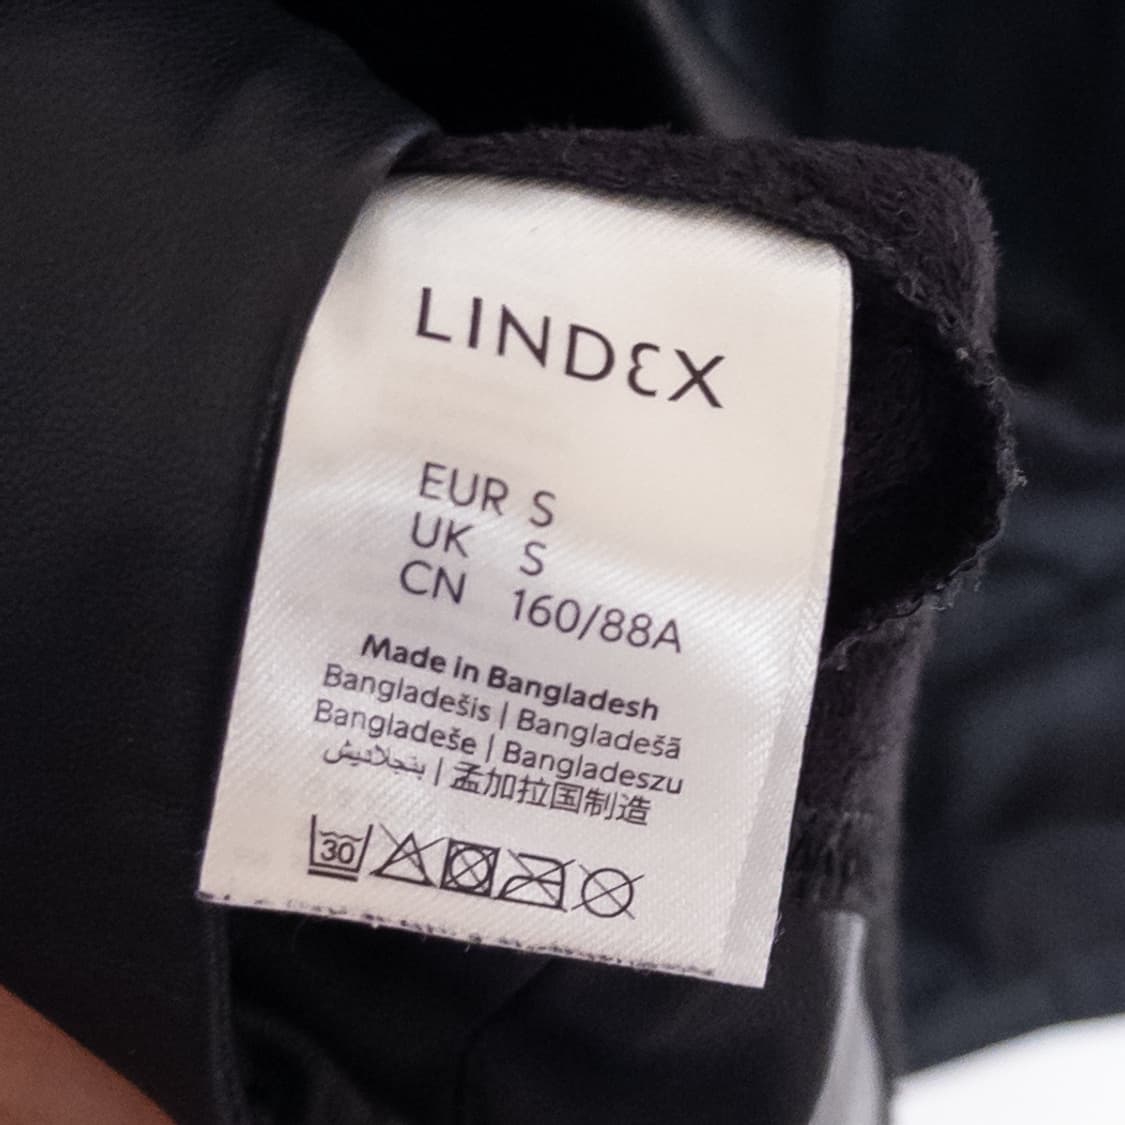 LINDEX
EUR S
UK S
CN 160/88A
Made in Bangladesh
Bangladešis | Bangladešā
Bangladeše | Bangladeszu
بنجلاديش | 孟加拉国制造
30